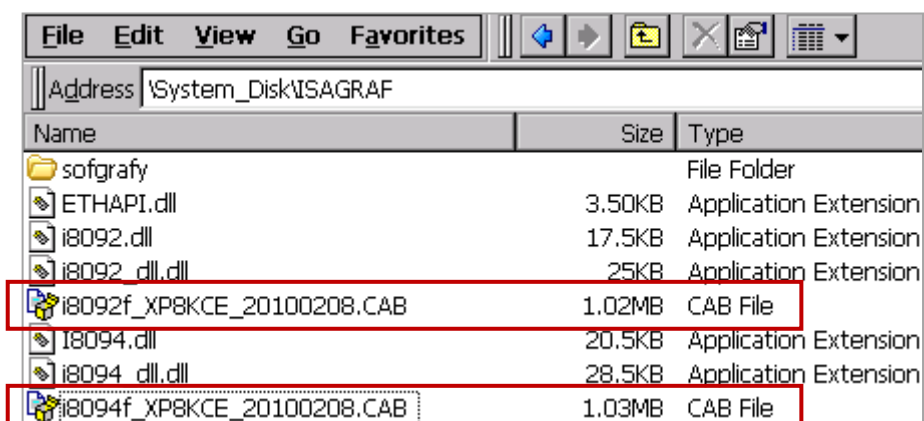 File Edit View Go Favorites
Address \System_Disk\ISAGRAF
Name Size Type
sofgrafy File Folder
ETHAPI.dll 3.50KB Application Extension
i8092.dll 17.5KB Application Extension
i8092_dll.dll 25KB Application Extension
i8092f_XP8KCE_20100208.CAB 1.02MB CAB File
I8094.dll 20.5KB Application Extension
i8094_dll.dll 28.5KB Application Extension
i8094f_XP8KCE_20100208.CAB 1.03MB CAB File